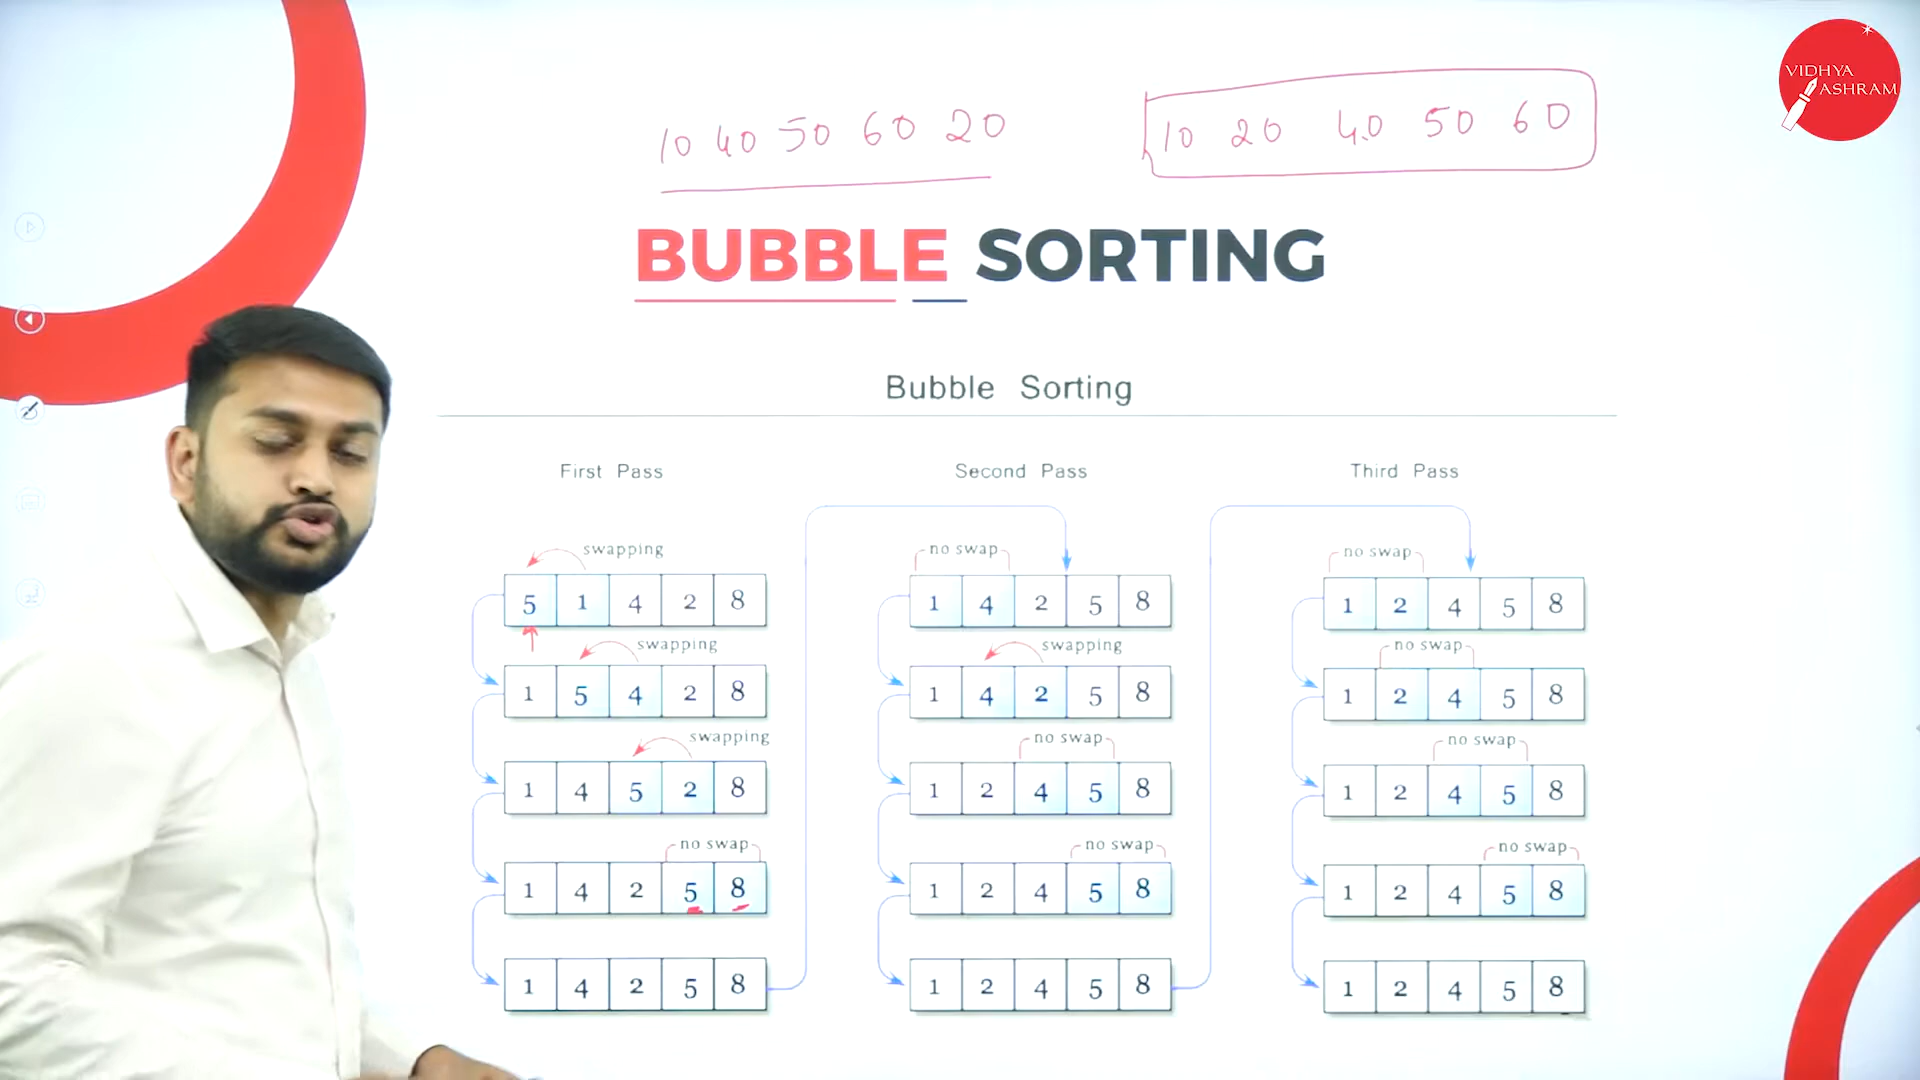 VIDHYA
ASHRAM
10 40 50 60 20
10 20 40 50 60
BUBBLE SORTING
Bubble Sorting
First Pass
swapping
5 1 4 2 8
swapping
1 5 4 2 8
swapping
1 4 5 2 8
no swap
1 4 2 5 8
1 4 2 5 8
Second Pass
no swap
1 4 2 5 8
swapping
1 4 2 5 8
no swap
1 2 4 5 8
no swap
1 2 4 5 8
1 2 4 5 8
Third Pass
no swap
1 2 4 5 8
no swap
1 2 4 5 8
no swap
1 2 4 5 8
no swap
1 2 4 5 8
1 2 4 5 8